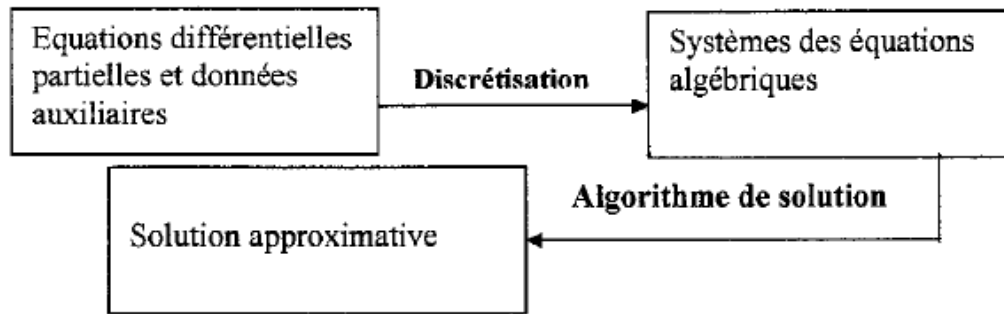 Equations différentielles
partielles et données
auxiliaires
Discrétisation
Systèmes des équations
algébriques
Algorithme de solution
Solution approximative